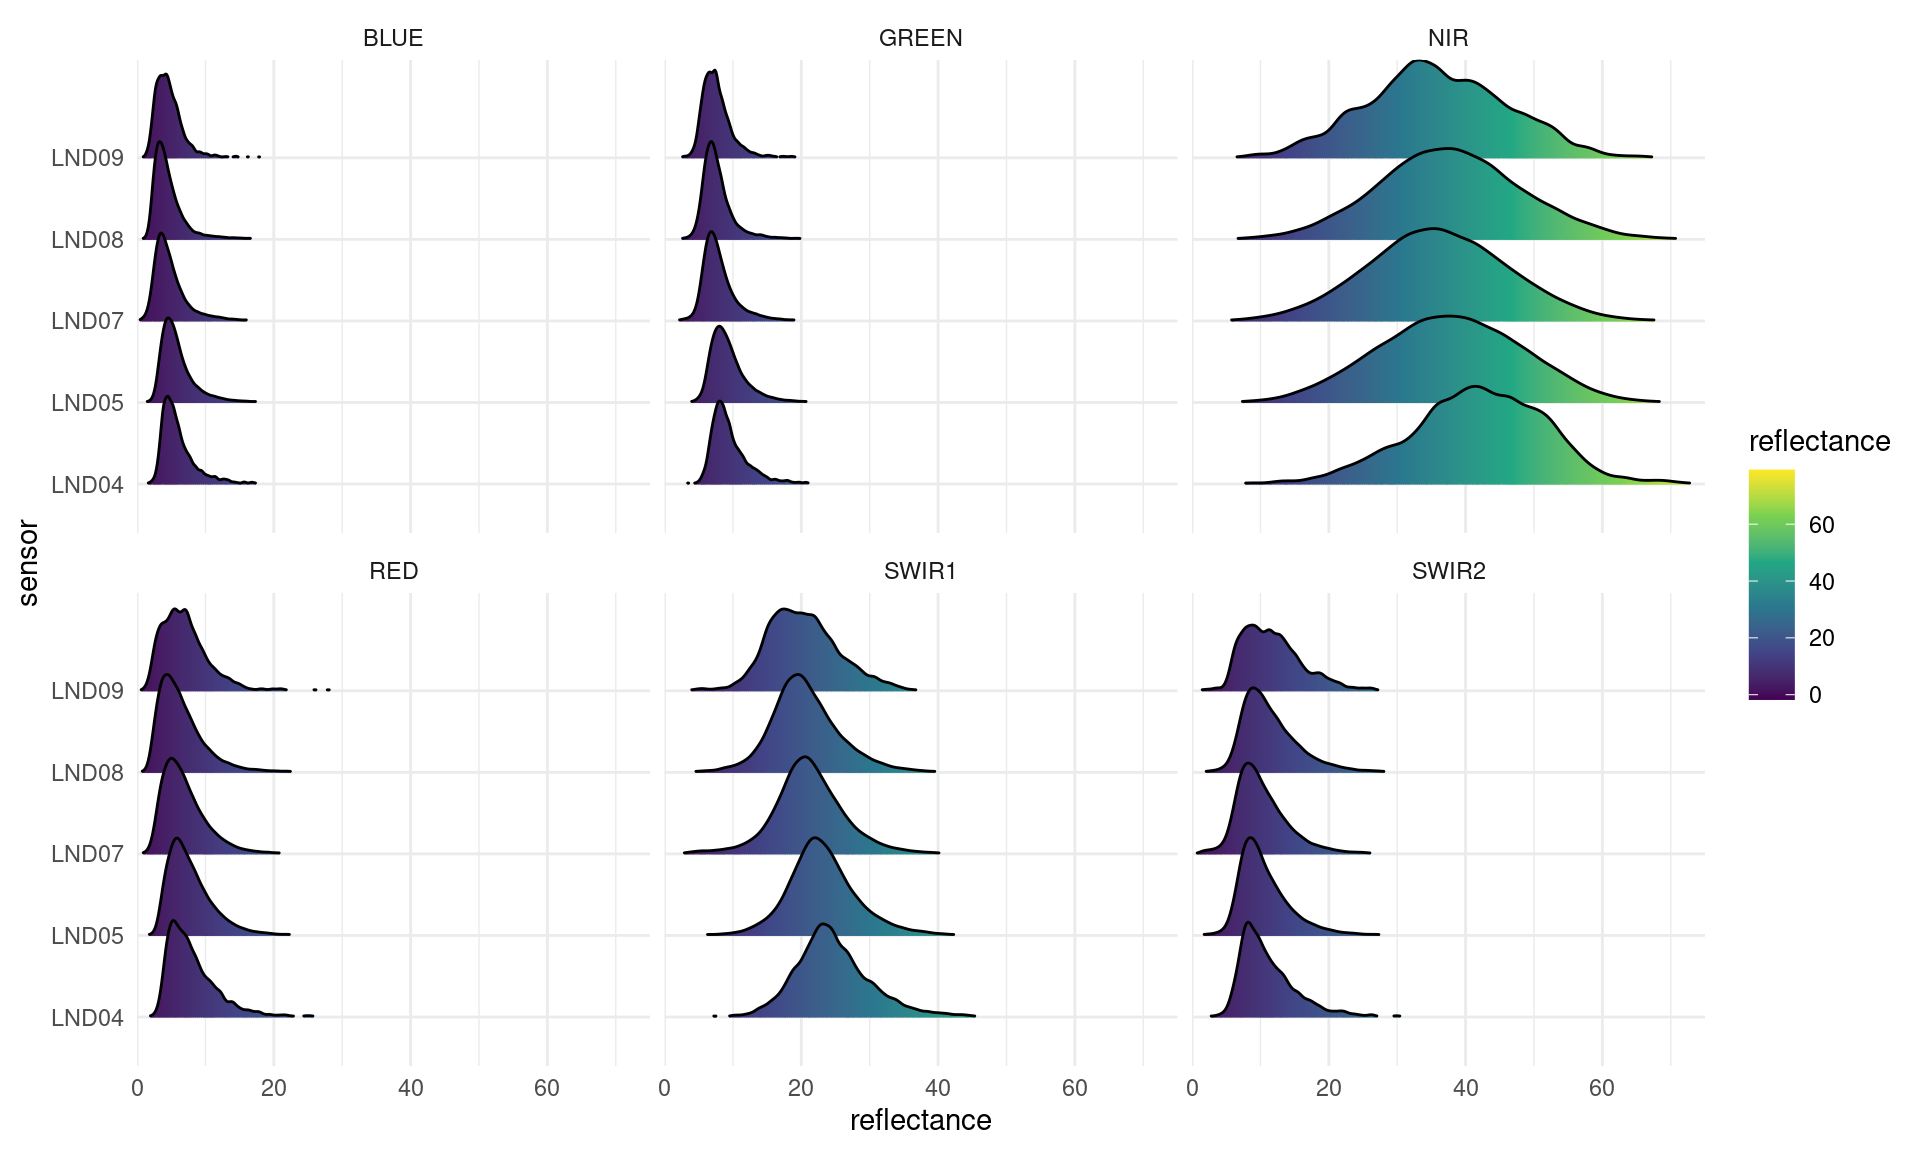 BLUE
GREEN
NIR
LND09
LND08
LND07
LND05
LND04
RED
SWIR1
SWIR2
LND09
LND08
LND07
LND05
LND04
0 20 40 60
0 20 40 60
0 20 40 60
reflectance
sensor
reflectance
60
40
20
0